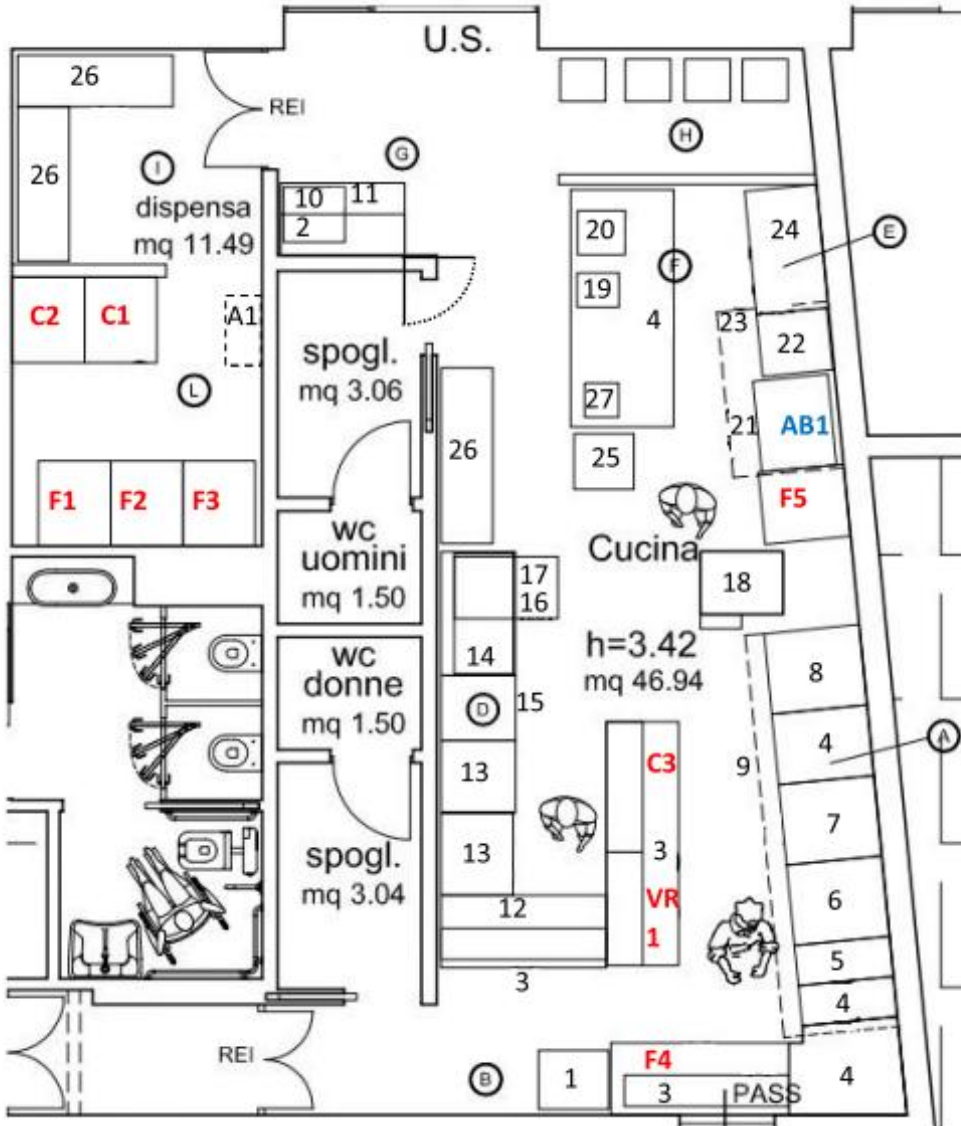 U.S.
26
REI
H
G
I
26
10
11
dispensa
2
20
24
mq 11.49
E
F
C2
C1
A1
19
4
23
22
spogl.
mq 3.06
L
27
21
AB1
26
25
F1
F2
F3
F5
wc
uomini
mq 1.50
Cucina
17
16
18
14
wc
donne
mq 1.50
h=3.42
mq 46.94
8
D
15
4
A
13
C3
9
7
spogl.
mq 3.04
13
3
6
12
VR
1
5
3
4
REI
F4
B
1
3
PASS
4